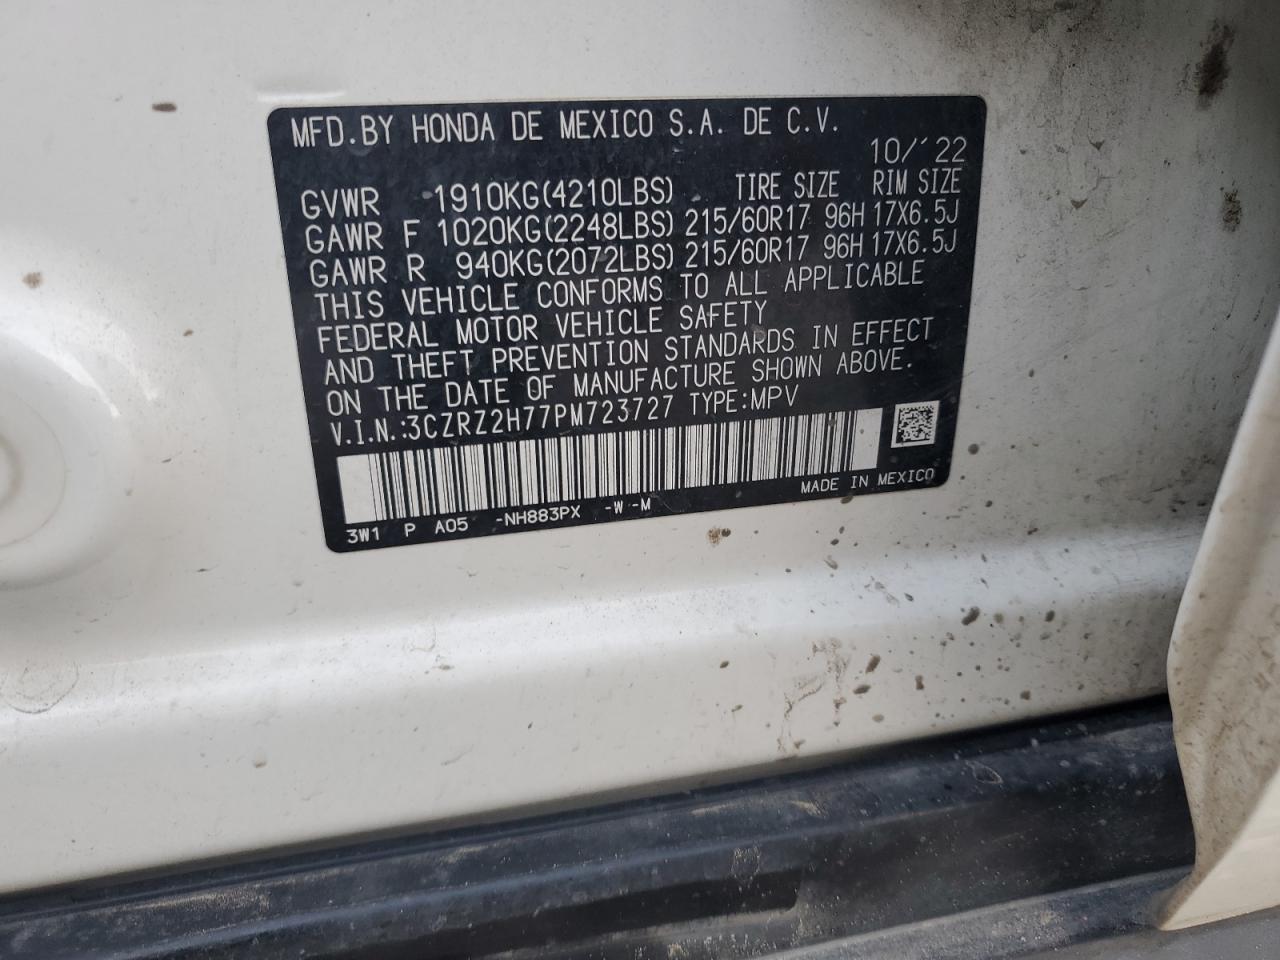 MFD.BY HONDA DE MEXICO S.A. DE C.V.
10/'22
GVWR 1910KG(4210LBS) TIRE SIZE RIM SIZE
GAWR F 1020KG(2248LBS) 215/60R17 96H 17X6.5J
GAWR R 940KG(2072LBS) 215/60R17 96H 17X6.5J
THIS VEHICLE CONFORMS TO ALL APPLICABLE
FEDERAL MOTOR VEHICLE SAFETY
AND THEFT PREVENTION STANDARDS IN EFFECT
ON THE DATE OF MANUFACTURE SHOWN ABOVE.
V.I.N.:3CZRZ2H77PM723727 TYPE:MPV
MADE IN MEXICO
3W1 P A05 -NH883PX -W -M